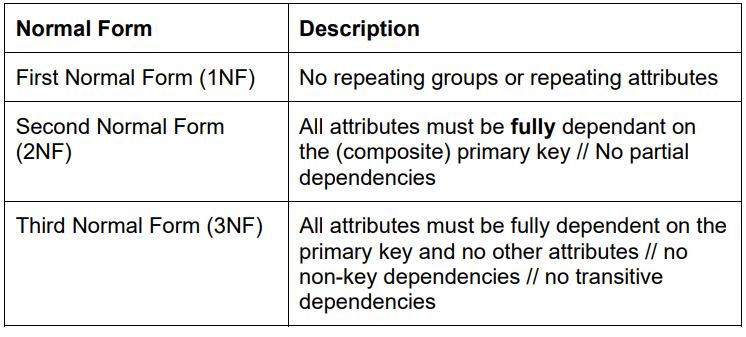 Normal Form
Description
First Normal Form (1NF)
No repeating groups or repeating attributes
Second Normal Form
(2NF)
All attributes must be fully dependant on
the (composite) primary key // No partial
dependencies
Third Normal Form (3NF)
All attributes must be fully dependent on the
primary key and no other attributes // no
non-key dependencies // no transitive
dependencies